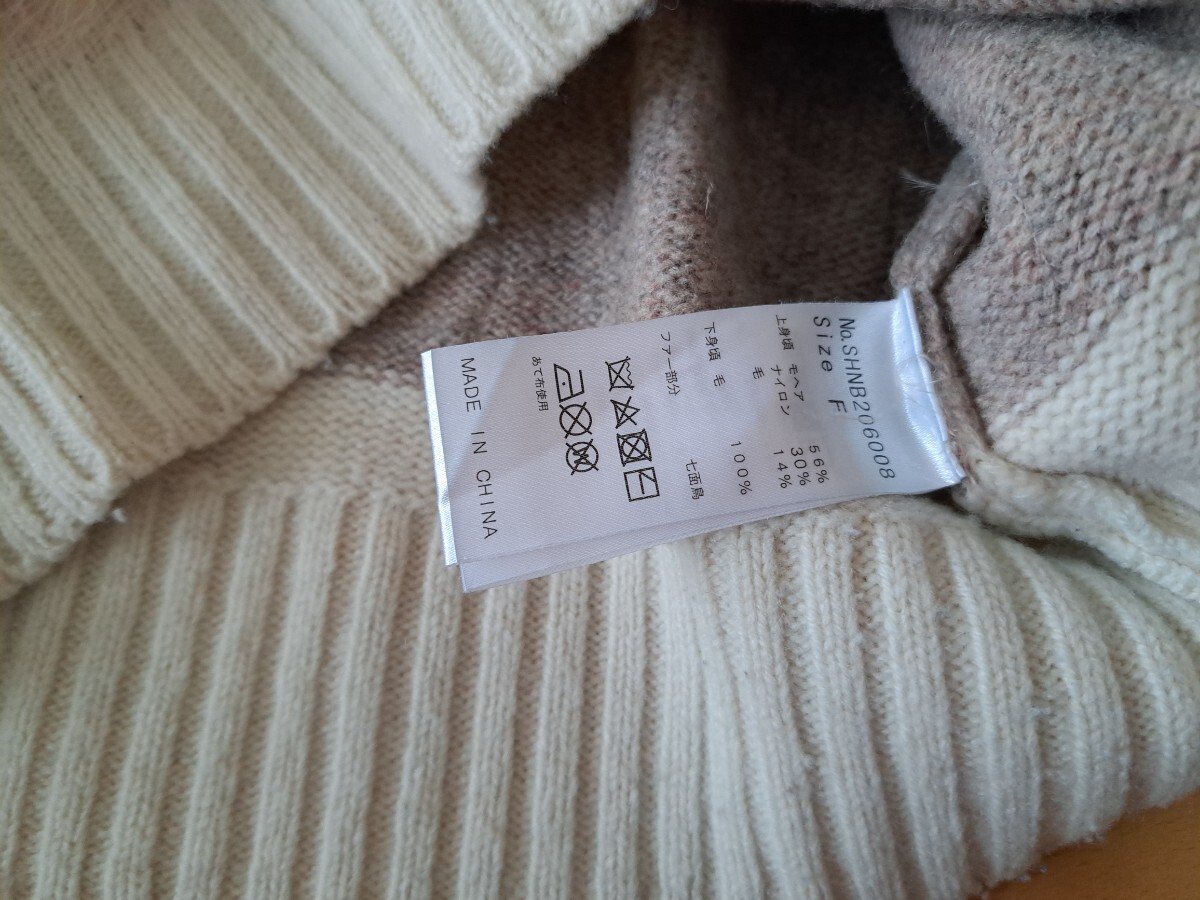 No.SHNB206008
Size F
上身頃 モヘア 56%
ナイロン 30%
毛 14%
下身頃 毛 100%
ファー部分 七面鳥
あて布使用
MADE IN CHINA